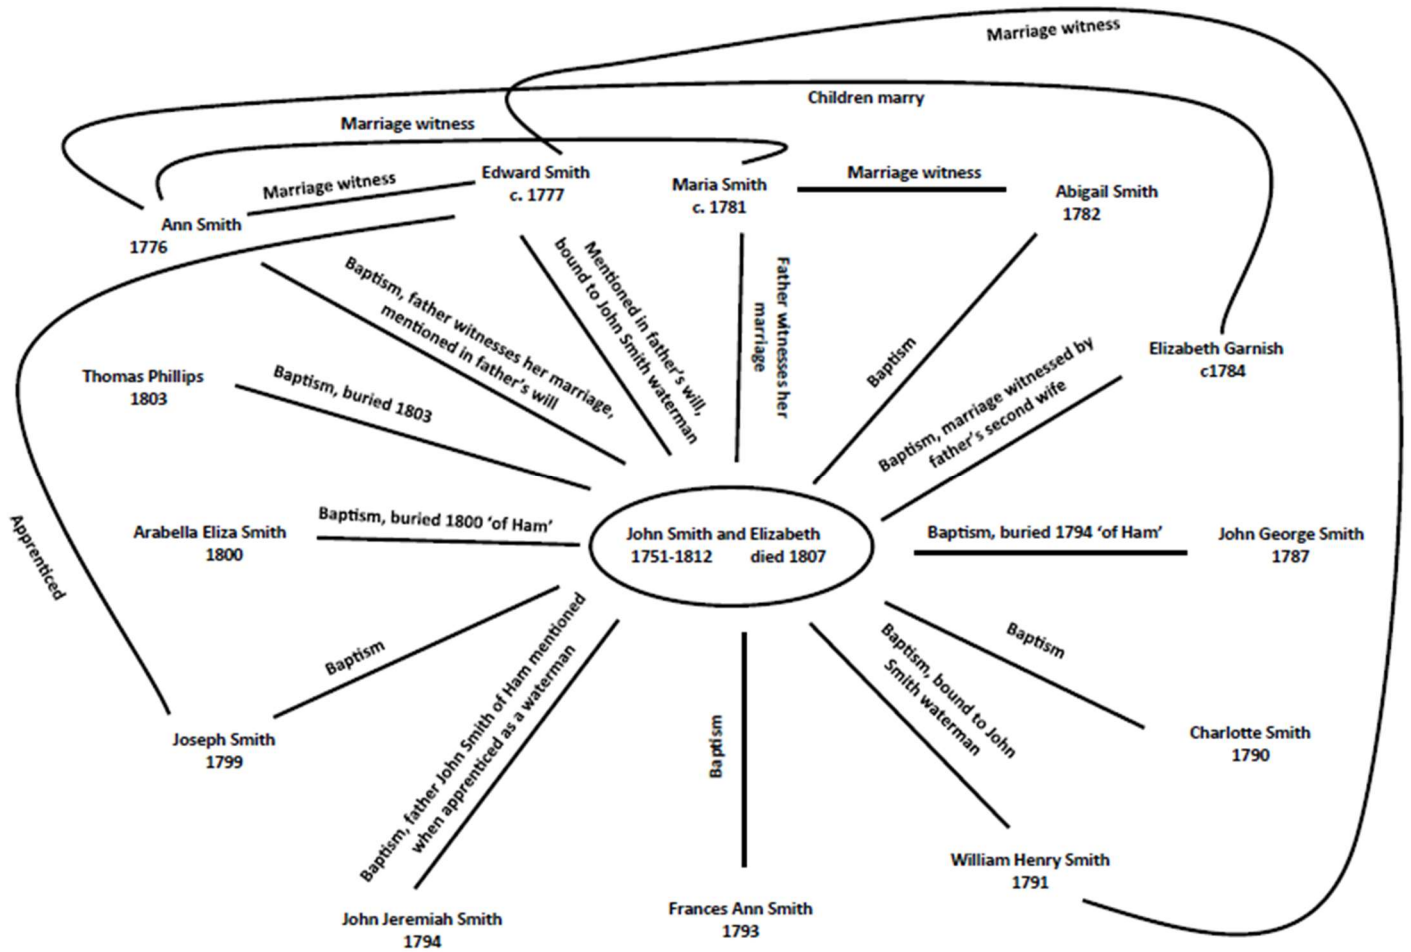 Marriage witness
Children marry
Marriage witness
Marriage witness
Edward Smith
c. 1777
Maria Smith
c. 1781
Marriage witness
Abigail Smith
1782
Ann Smith
1776
Baptism, father witnesses her marriage,
mentioned in father's will
Mentioned in father's will,
bound to John Smith waterman
Father witnesses her
marriage
Baptism
Elizabeth Garnish
c1784
Baptism, marriage witnessed by
father's second wife
Thomas Phillips
1803
Baptism, buried 1803
Arabella Eliza Smith
1800
Baptism, buried 1800 ‘of Ham’
John Smith and Elizabeth
1751-1812 died 1807
Baptism, buried 1794 ‘of Ham’
John George Smith
1787
Apprenticed
Baptism
Joseph Smith
1799
Baptism, father John Smith of Ham mentioned
when apprenticed as a waterman
John Jeremiah Smith
1794
Baptism
Frances Ann Smith
1793
Baptism, bound to John
Smith waterman
William Henry Smith
1791
Baptism
Charlotte Smith
1790